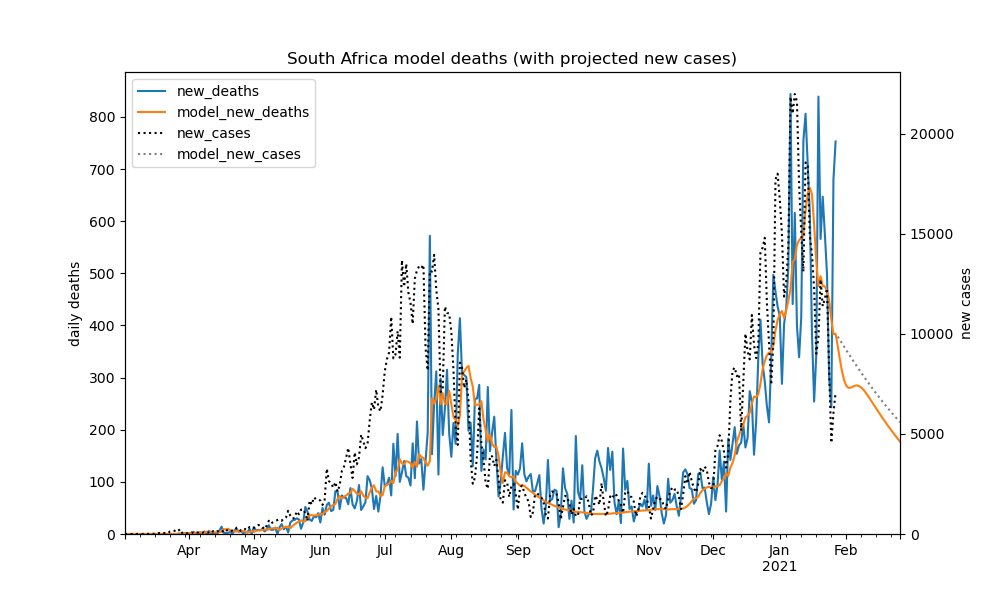 South Africa model deaths (with projected new cases)
new_deaths
model_new_deaths
new_cases
model_new_cases
daily deaths
800
700
600
500
400
300
200
100
0
20000
15000
10000
5000
0
new cases
Apr May Jun Jul Aug Sep Oct Nov Dec Jan Feb
2021